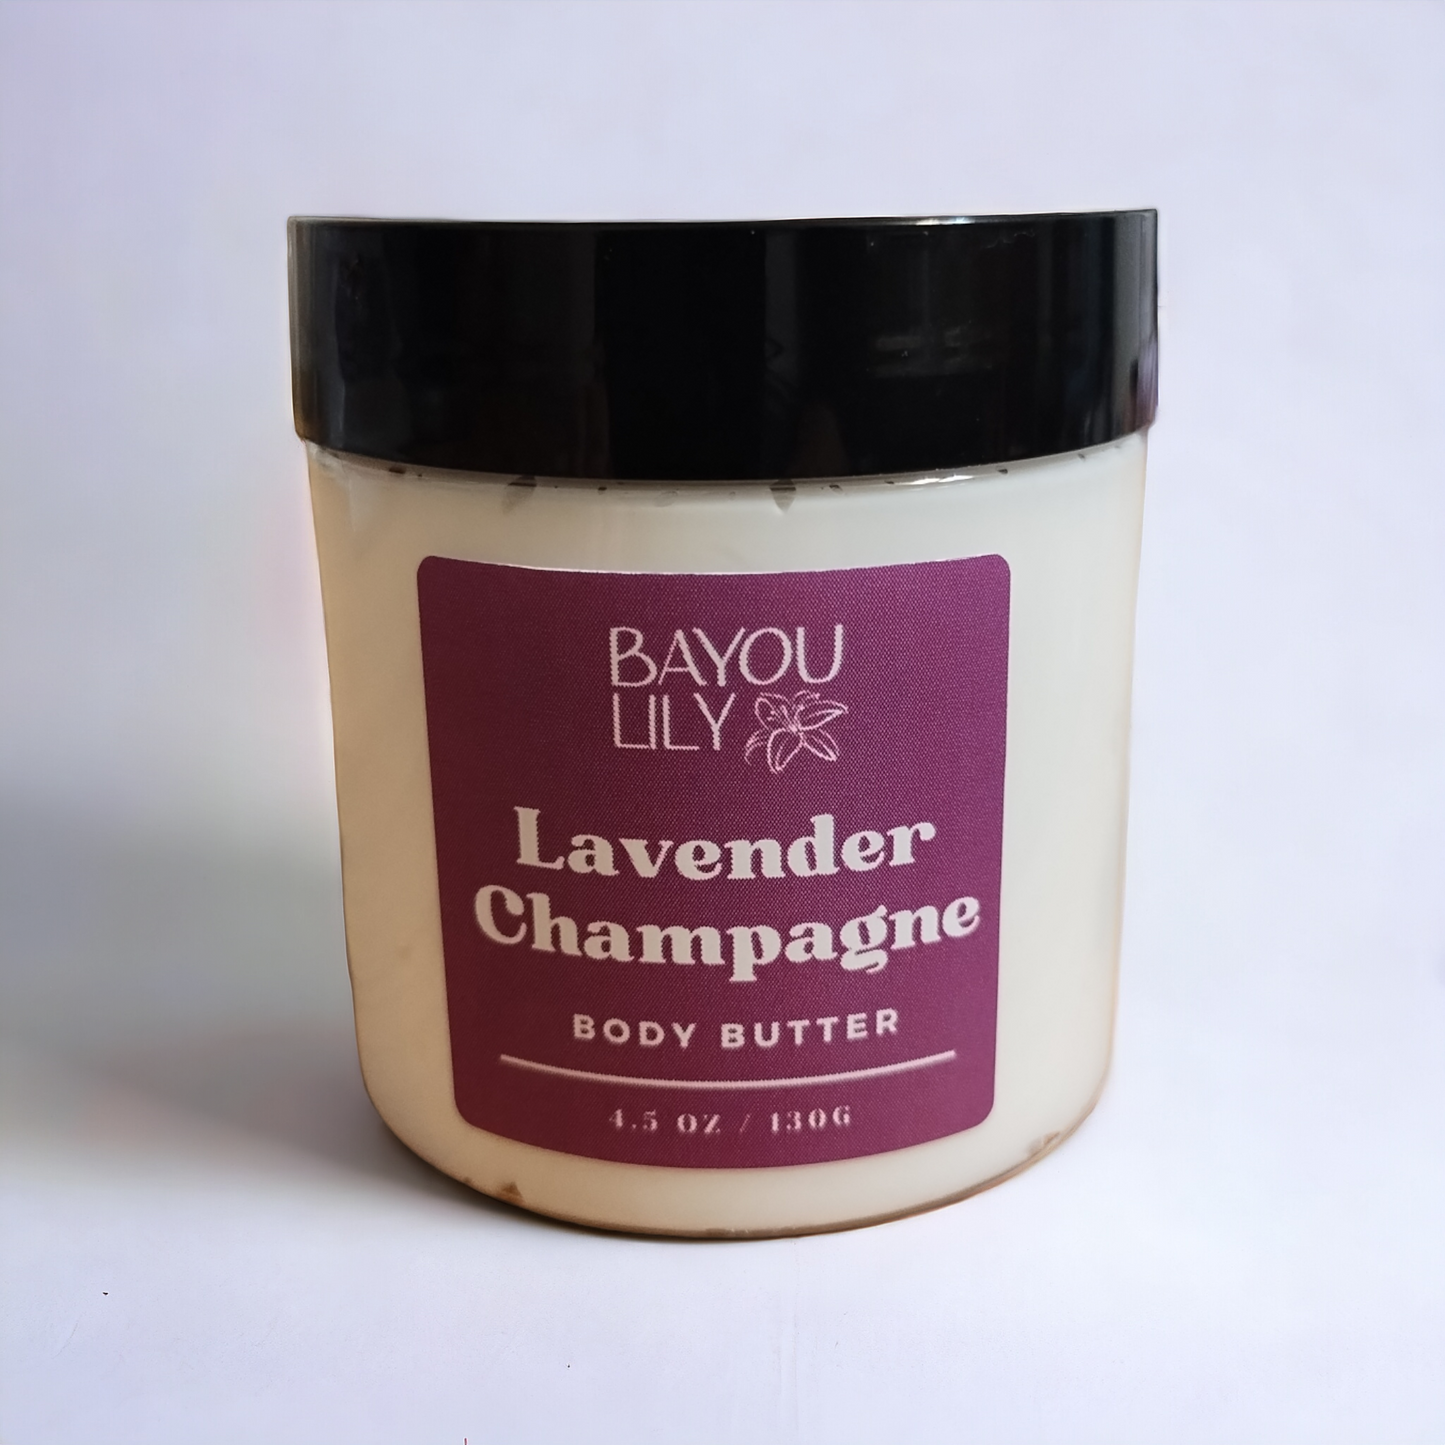 BAYOU
LILY
Lavender
Champagne
BODY BUTTER
4.5 OZ / 130G